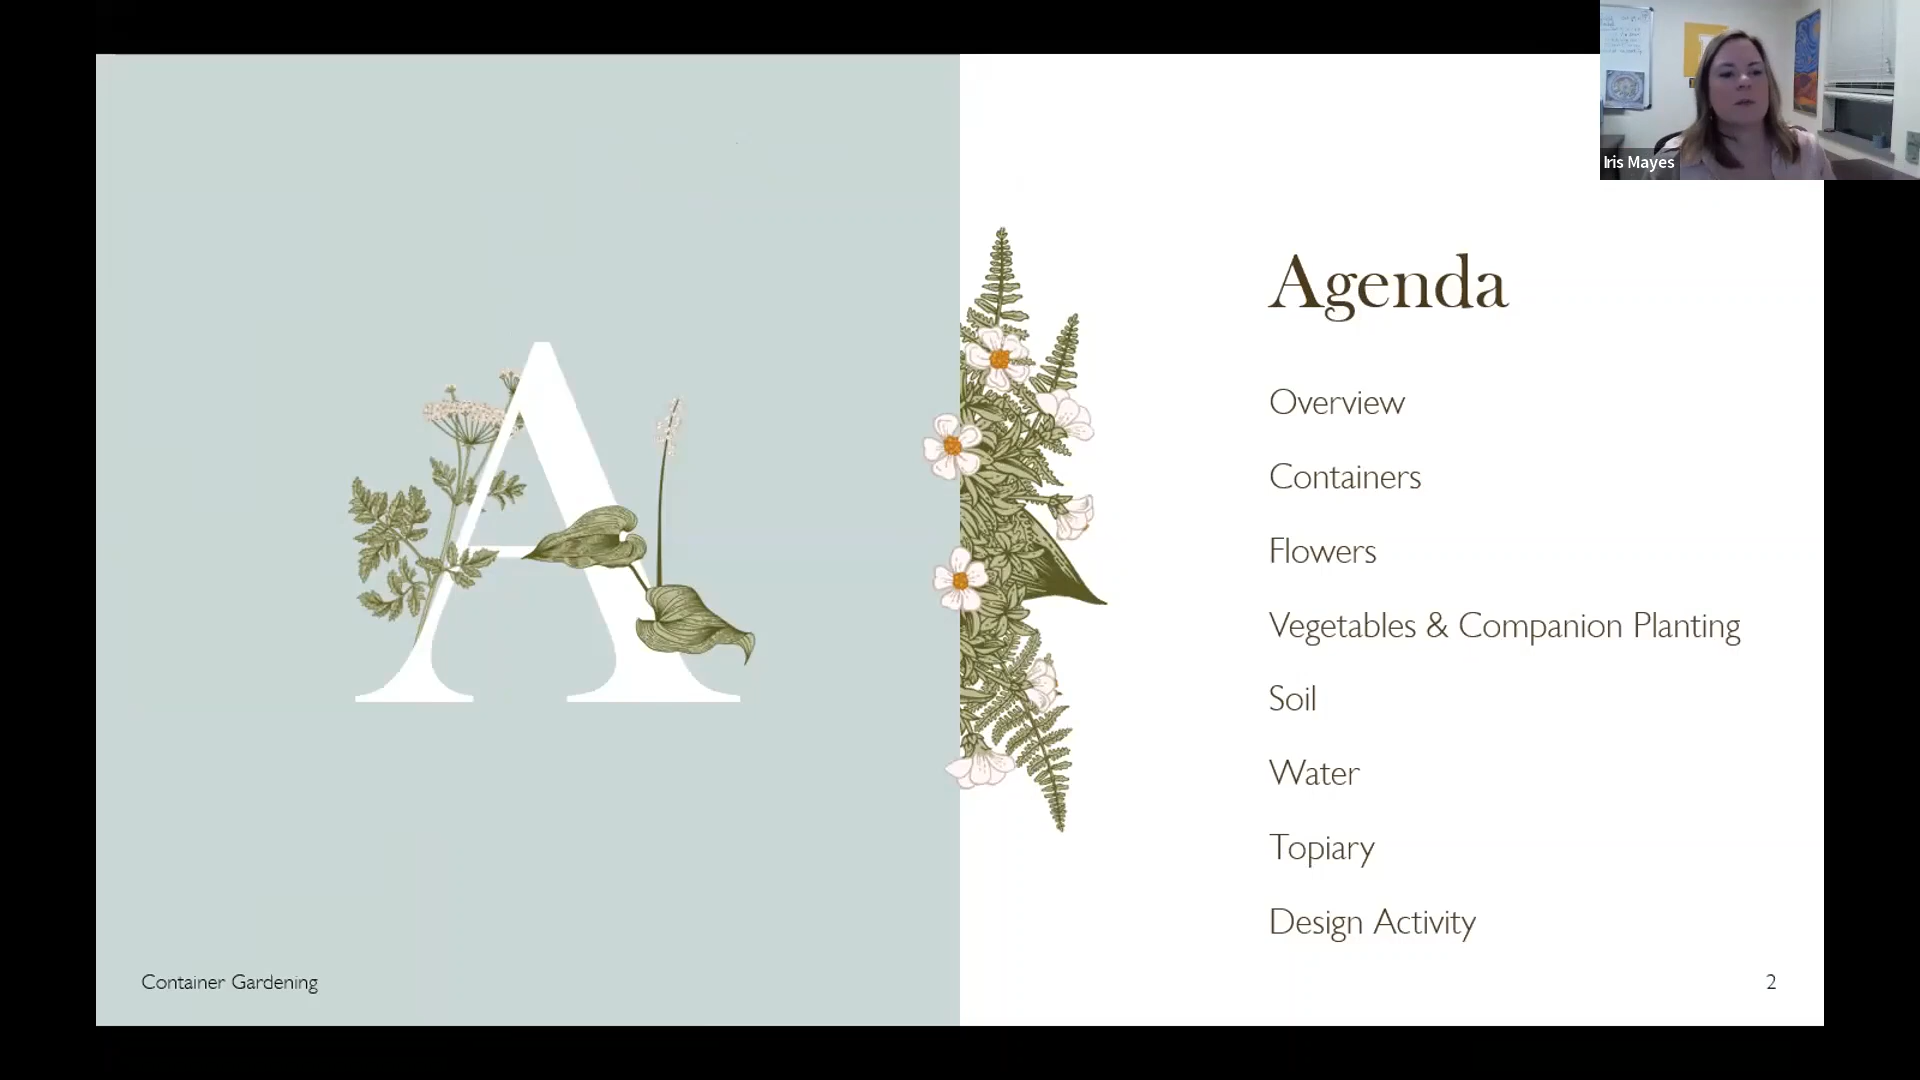 Iris Mayes
A
Agenda
Overview
Containers
Flowers
Vegetables & Companion Planting
Soil
Water
Topiary
Design Activity
Container Gardening
2